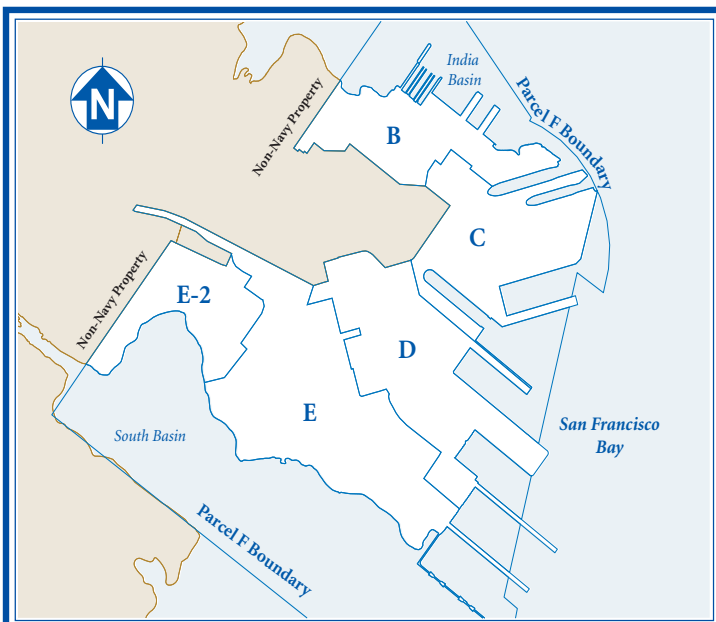 India
Basin
Parcel F Boundary
Non-Navy Property
N
B
C
Non-Navy Property
E-2
D
E
San Francisco
Bay
South Basin
Parcel F Boundary